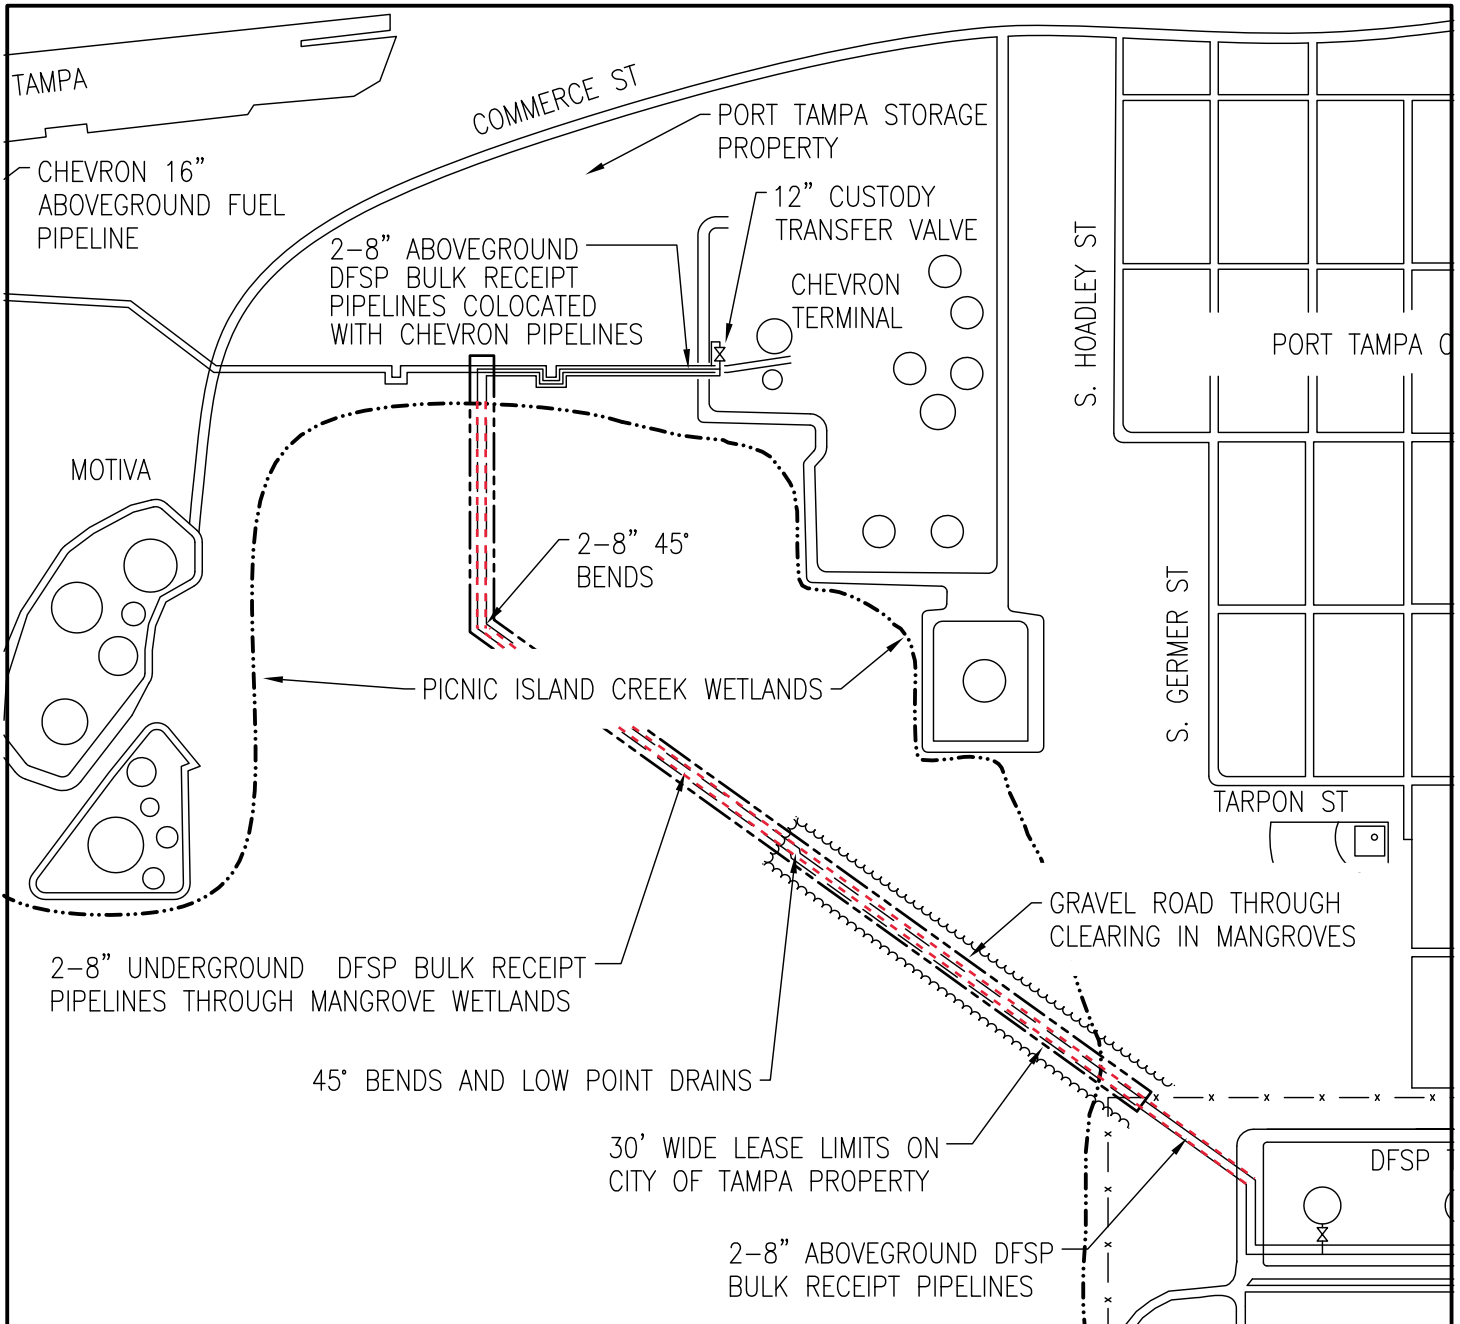 TAMPA
COMMERCE ST
PORT TAMPA STORAGE
PROPERTY
CHEVRON 16”
ABOVEGROUND FUEL
PIPELINE
12” CUSTODY
TRANSFER VALVE
2-8” ABOVEGROUND
DFSP BULK RECEIPT
PIPELINES COLOCATED
WITH CHEVRON PIPELINES
CHEVRON
TERMINAL
S. HOADLEY ST
PORT TAMPA C
MOTIVA
2-8” 45°
BENDS
PICNIC ISLAND CREEK WETLANDS
S. GERMER ST
TARPON ST
GRAVEL ROAD THROUGH
CLEARING IN MANGROVES
2-8” UNDERGROUND DFSP BULK RECEIPT
PIPELINES THROUGH MANGROVE WETLANDS
45° BENDS AND LOW POINT DRAINS
30’ WIDE LEASE LIMITS ON
CITY OF TAMPA PROPERTY
DFSP
2-8” ABOVEGROUND DFSP
BULK RECEIPT PIPELINES